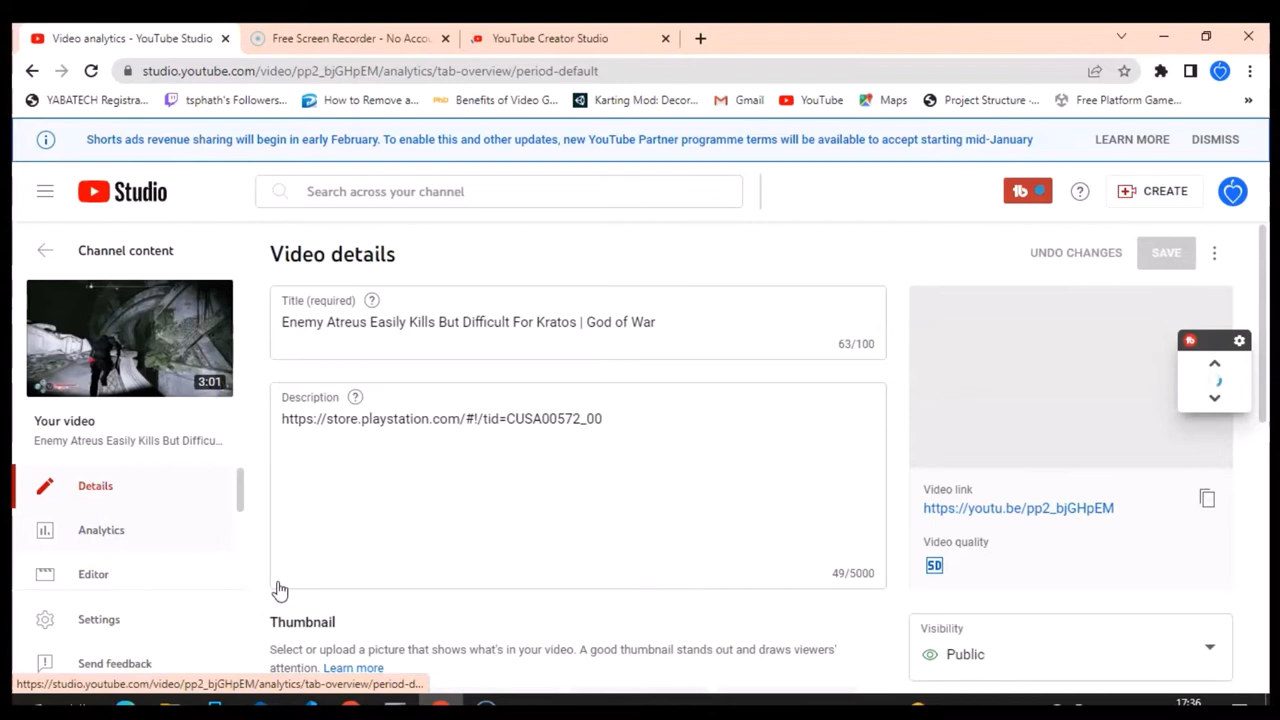 Video analytics - YouTube Studio
Free Screen Recorder - No Accou
YouTube Creator Studio
studio.youtube.com/video/pp2_bjGHpEM/analytics/tab-overview/period-default
YABATECH Registra...
tsphath's Followers...
How to Remove a...
PhD Benefits of Video G...
Karting Mod: Decor...
Gmail
YouTube
Maps
Project Structure -...
Free Platform Game...
Shorts ads revenue sharing will begin in early February. To enable this and other updates, new YouTube Partner programme terms will be available to accept starting mid-January
LEARN MORE
DISMISS
Studio
Search across your channel
tb
CREATE
Channel content
Video details
UNDO CHANGES
SAVE
Title (required)
Enemy Atreus Easily Kills But Difficult For Kratos | God of War
63/100
3:01
Description
https://store.playstation.com/#!/tid=CUSA00572_00
tb
Your video
Enemy Atreus Easily Kills But Difficu...
Details
Video link
https://youtu.be/pp2_bjGHpEM
Analytics
Video quality
SD
Editor
49/5000
Settings
Thumbnail
Visibility
Select or upload a picture that shows what's in your video. A good thumbnail stands out and draws viewers'
attention. Learn more
Public
Send feedback
https://studio.youtube.com/video/pp2_bjGHpEM/analytics/tab-overview/period-d...
17:36